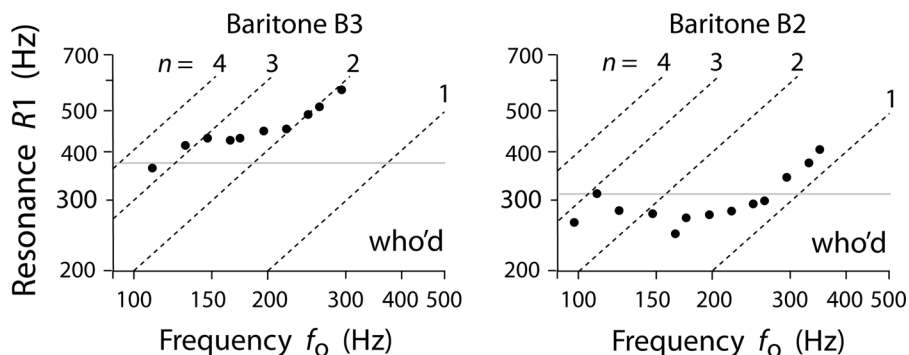 Baritone B3
Baritone B2
Resonance R1 (Hz)
700
500
400
300
200
n = 4 3 2 1
who'd
100 150 200 300 400 500
Frequency fo (Hz)
700
500
400
300
200
n = 4 3 2 1
who'd
100 150 200 300 400 500
Frequency fo (Hz)